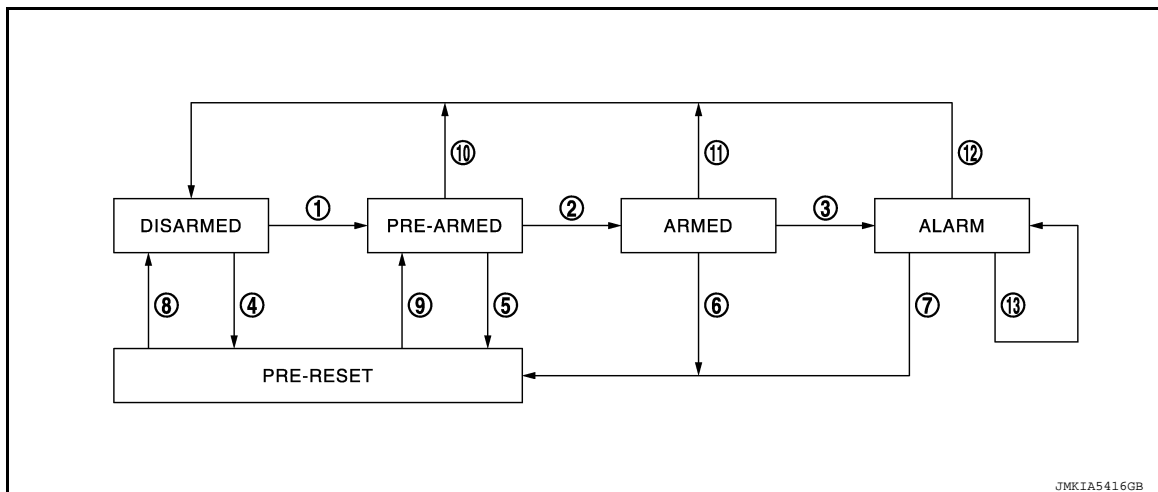 ⑩ ⑪ ⑫
① ② ③
DISARMED PRE-ARMED ARMED ALARM
⑧ ④ ⑨ ⑤ ⑥ ⑦ ⑬
PRE-RESET
JMKIA5416GB